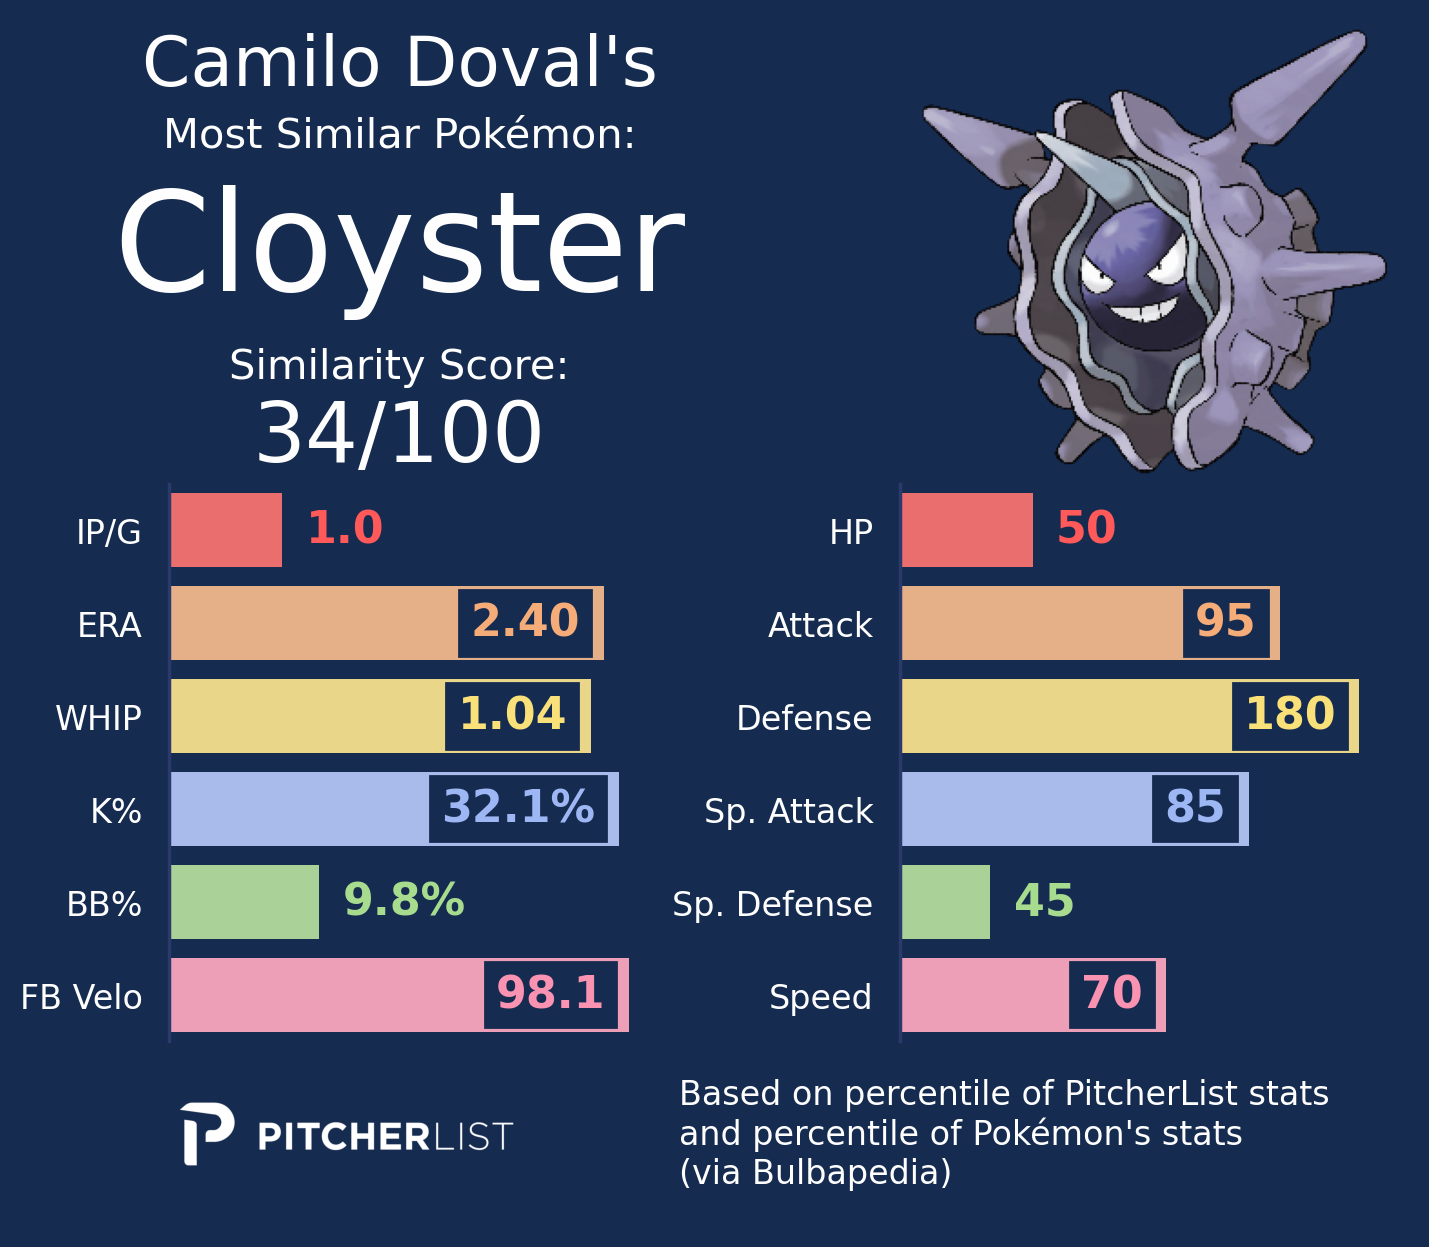 Camilo Doval's
Most Similar Pokémon:
Cloyster
Similarity Score:
34/100
IP/G 1.0
ERA 2.40
WHIP 1.04
K% 32.1%
BB% 9.8%
FB Velo 98.1
HP 50
Attack 95
Defense 180
Sp. Attack 85
Sp. Defense 45
Speed 70
PITCHERLIST
Based on percentile of PitcherList stats
and percentile of Pokémon's stats
(via Bulbapedia)